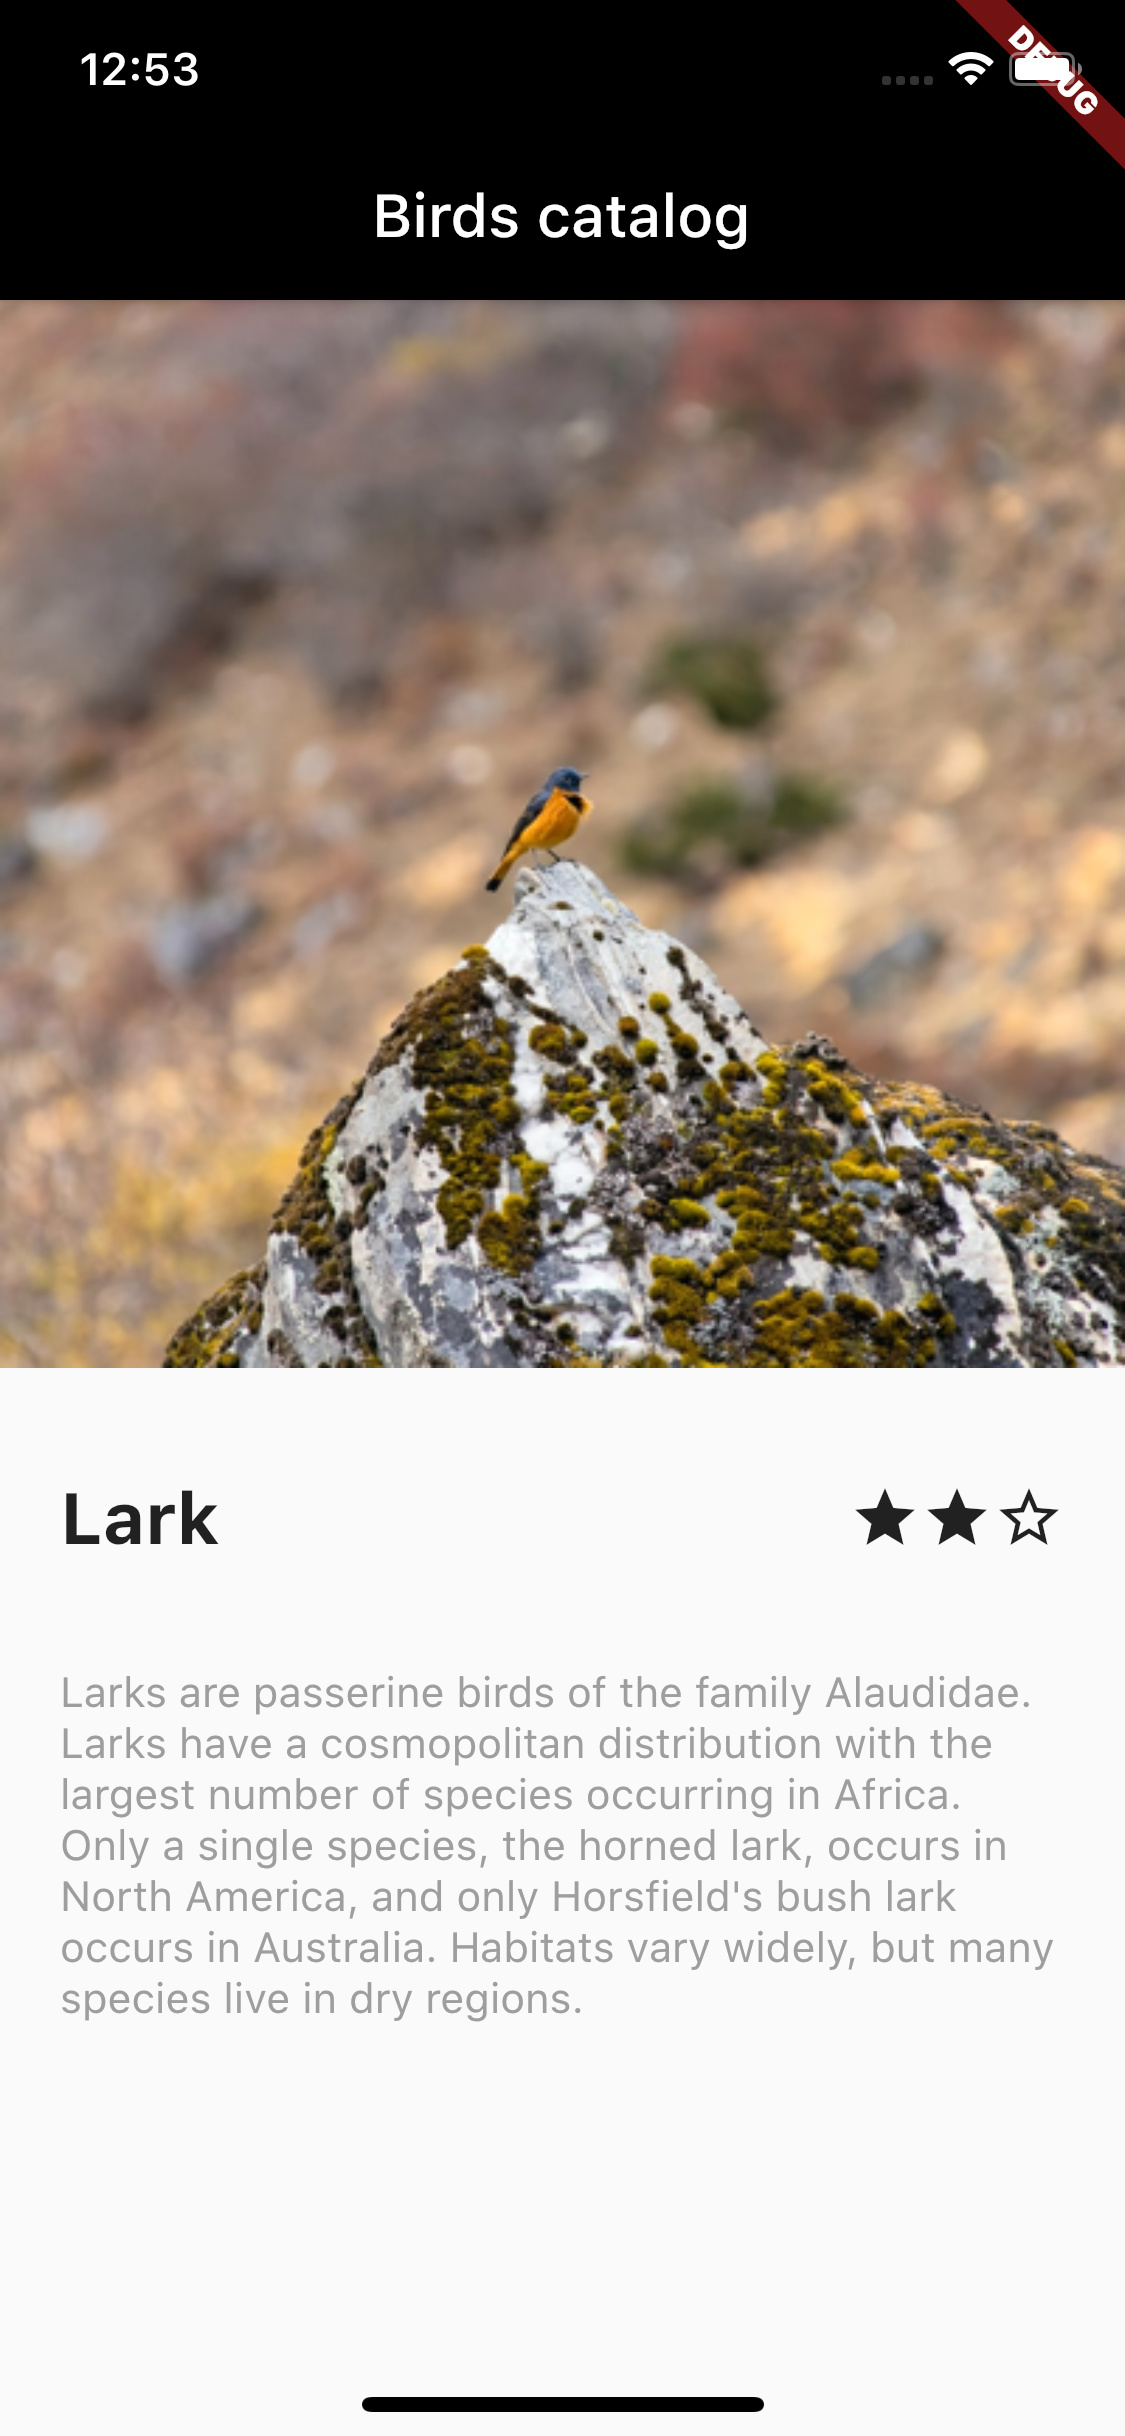 12:53
DEBUG
Birds catalog
Lark
Larks are passerine birds of the family Alaudidae.
Larks have a cosmopolitan distribution with the
largest number of species occurring in Africa.
Only a single species, the horned lark, occurs in
North America, and only Horsfield's bush lark
occurs in Australia. Habitats vary widely, but many
species live in dry regions.